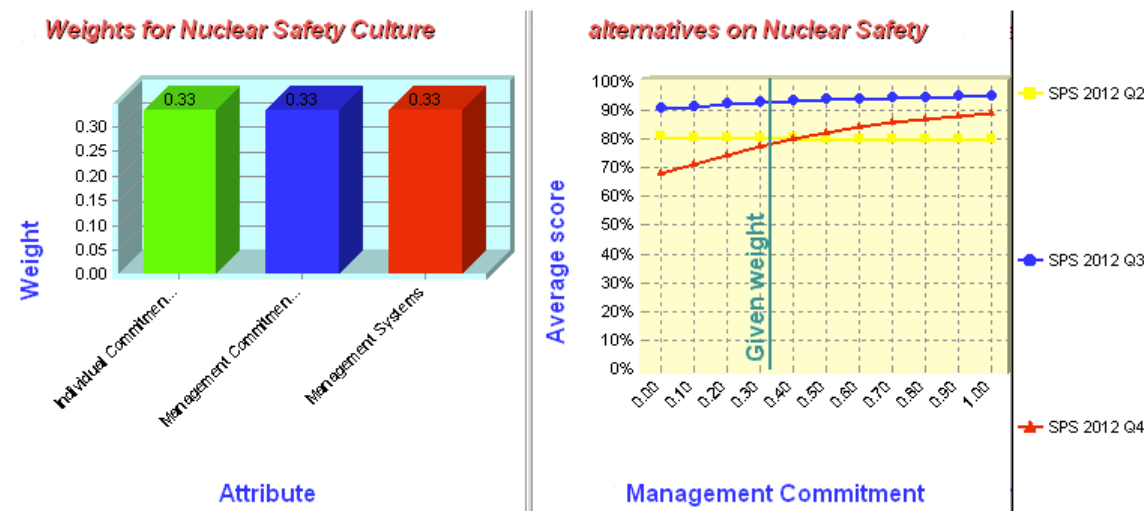 Weights for Nuclear Safety Culture
0.33
0.33
0.33
0.30
0.25
0.20
0.15
0.10
0.05
0.00
Weight
Individual Commitmen...
Management Commitmen...
Management Systems
Attribute
alternatives on Nuclear Safety
100%
90%
80%
70%
60%
50%
40%
30%
20%
10%
0%
Average score
Given weight
0.00
0.10
0.20
0.30
0.40
0.50
0.60
0.70
0.80
0.90
1.00
Management Commitment
SPS 2012 Q2
SPS 2012 Q3
SPS 2012 Q4